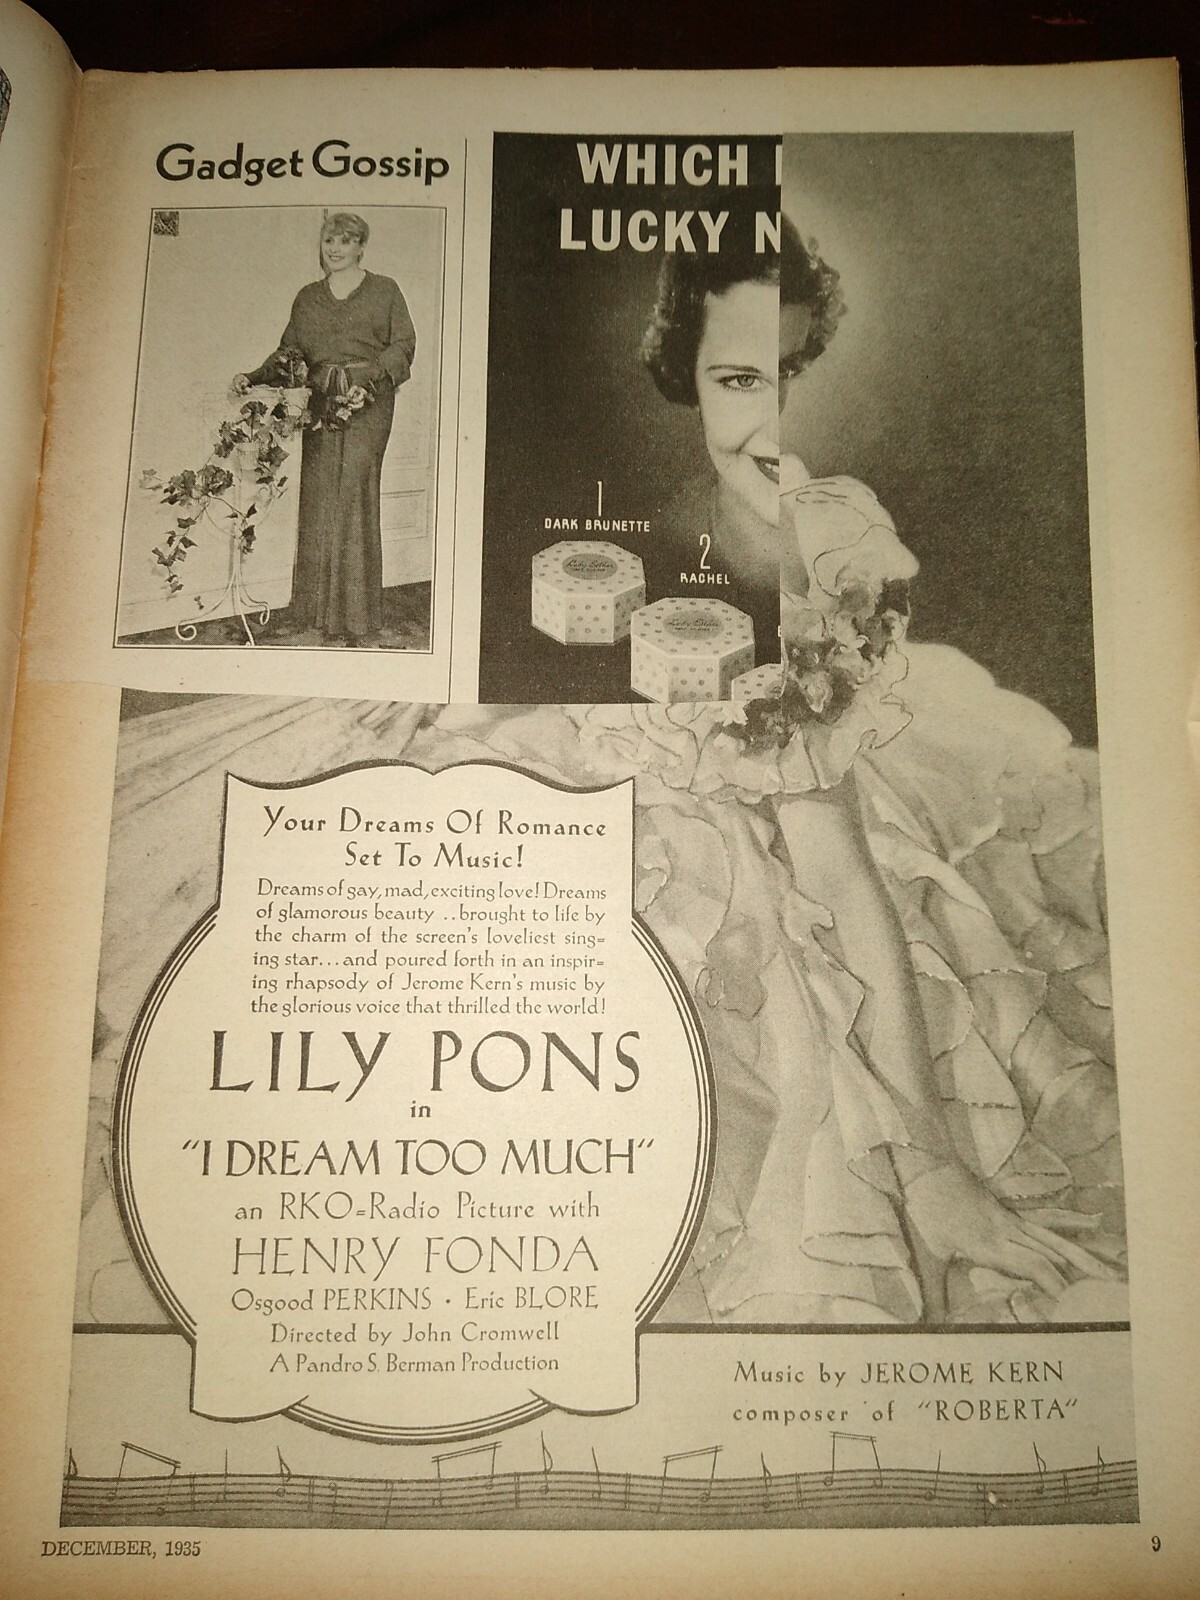 Gadget Gossip
WHICH
LUCKY N
1
DARK BRUNETTE
2
RACHEL
Lady Esther
Lady Esther
Your Dreams Of Romance
Set To Music!
Dreams of gay, mad, exciting love! Dreams
of glamorous beauty .. brought to life by
the charm of the screen's loveliest sing=
ing star... and poured forth in an inspir=
ing rhapsody of Jerome Kern's music by
the glorious voice that thrilled the world!
LILY PONS
in
"I DREAM TOO MUCH"
an RKO=Radio Picture with
HENRY FONDA
Osgood PERKINS · Eric BLORE
Directed by John Cromwell
A Pandro S. Berman Production
Music by JEROME KERN
composer of "ROBERTA"
DECEMBER, 1935
9